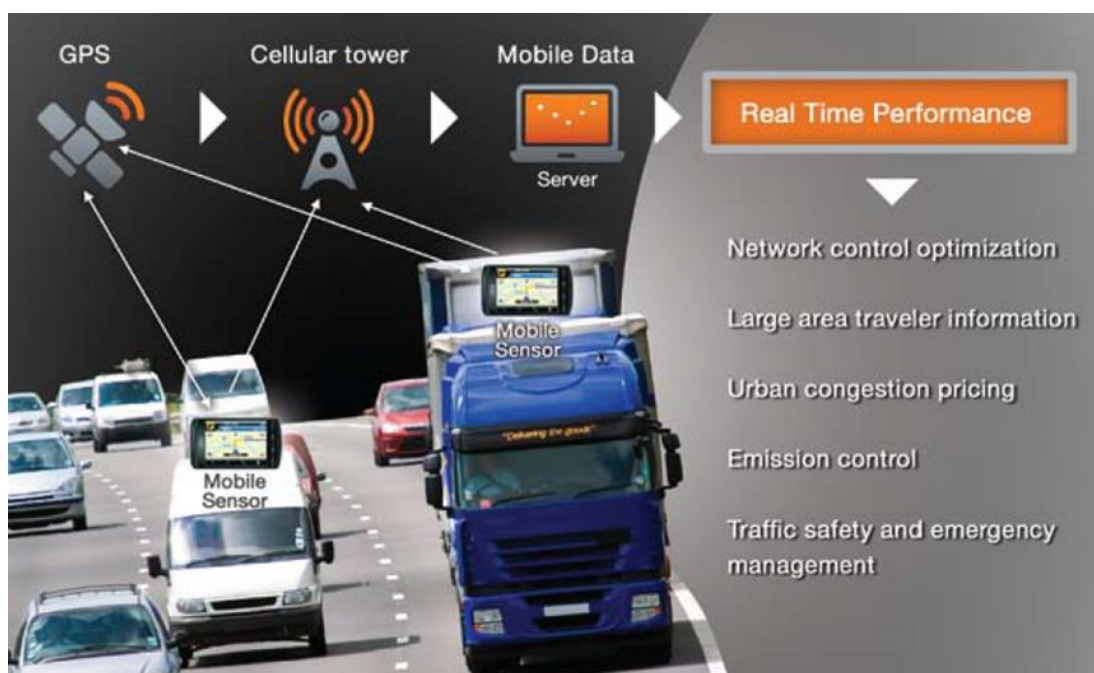 GPS
Cellular tower
Mobile Data
Server
Real Time Performance
Network control optimization
Large area traveler information
Urban congestion pricing
Emission control
Traffic safety and emergency
management
Mobile
Sensor
Mobile
Sensor
"Delivering the goods"